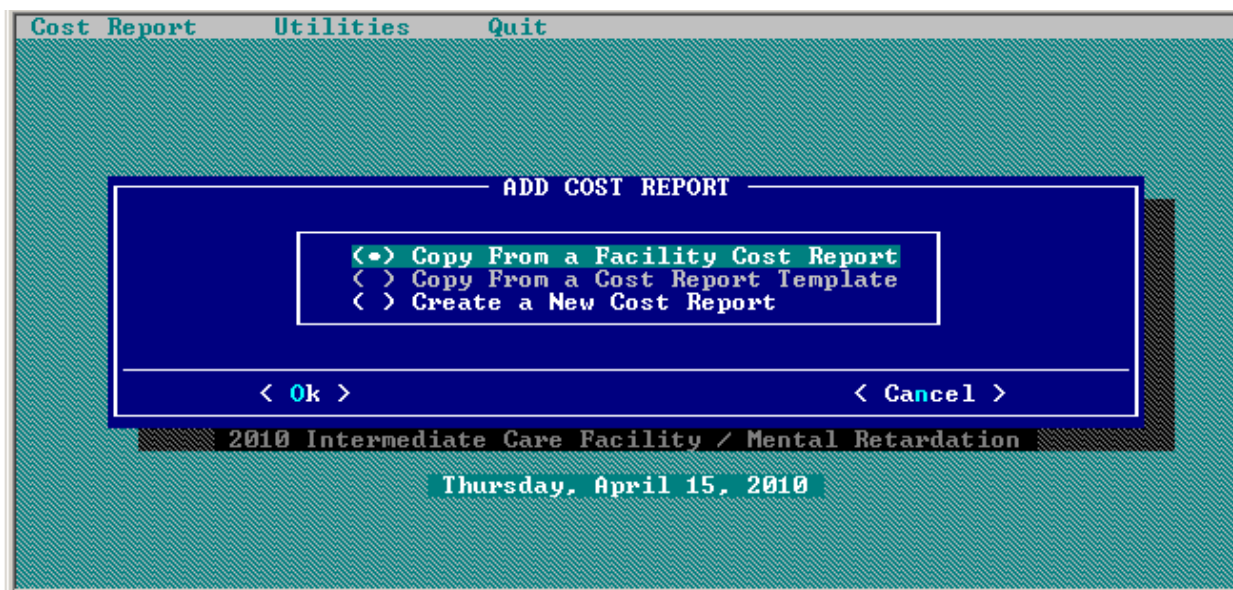 Cost Report Utilities Quit
ADD COST REPORT
(•) Copy From a Facility Cost Report
( ) Copy From a Cost Report Template
( ) Create a New Cost Report
< Ok > < Cancel >
2010 Intermediate Care Facility / Mental Retardation
Thursday, April 15, 2010